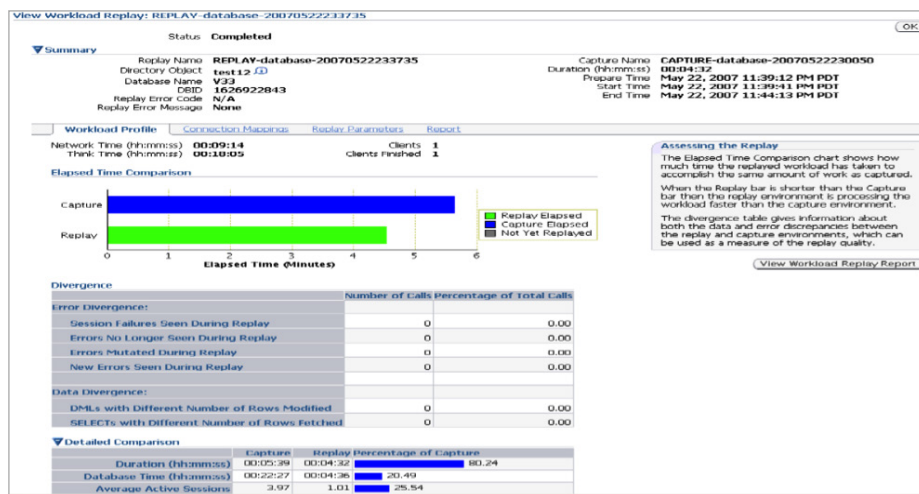 View Workload Replay: REPLAY-database-20070522233735
OK
Status Completed
Summary
Replay Name REPLAY-database-20070522233735
Directory Object test12
Database Name V33
DBID 1626922843
Replay Error Code N/A
Replay Error Message None
Capture Name CAPTURE-database-20070522230050
Duration (hh:mm:ss) 00:04:32
Prepare Time May 22, 2007 11:39:12 PM PDT
Start Time May 22, 2007 11:39:41 PM PDT
End Time May 22, 2007 11:44:13 PM PDT
Workload Profile Connection Mappings Replay Parameters Report
Network Time (hh:mm:ss) 00:09:14
Think Time (hh:mm:ss) 00:18:05
Clients 1
Clients Finished 1
Elapsed Time Comparison
Capture
Replay
0 1 2 3 4 5 6
Elapsed Time (Minutes)
Replay Elapsed
Capture Elapsed
Not Yet Replayed
Assessing the Replay
The Elapsed Time Comparison chart shows how
much time the replayed workload has taken to
accomplish the same amount of work as captured.
When the Replay bar is shorter than the Capture
bar then the replay environment is processing the
workload faster than the capture environment.
The divergence table gives information about
both the data and error discrepancies between
the replay and capture environments, which can
be used as a measure of the replay quality.
View Workload Replay Report
Divergence
Number of Calls Percentage of Total Calls
Error Divergence:
Session Failures Seen During Replay 0 0.00
Errors No Longer Seen During Replay 0 0.00
Errors Mutated During Replay 0 0.00
New Errors Seen During Replay 0 0.00
Data Divergence:
DMLs with Different Number of Rows Modified 0 0.00
SELECTs with Different Number of Rows Fetched 0 0.00
Detailed Comparison
Capture Replay Percentage of Capture
Duration (hh:mm:ss) 00:05:39 00:04:32 80.24
Database Time (hh:mm:ss) 00:22:27 00:04:36 20.49
Average Active Sessions 3.97 1.01 25.54